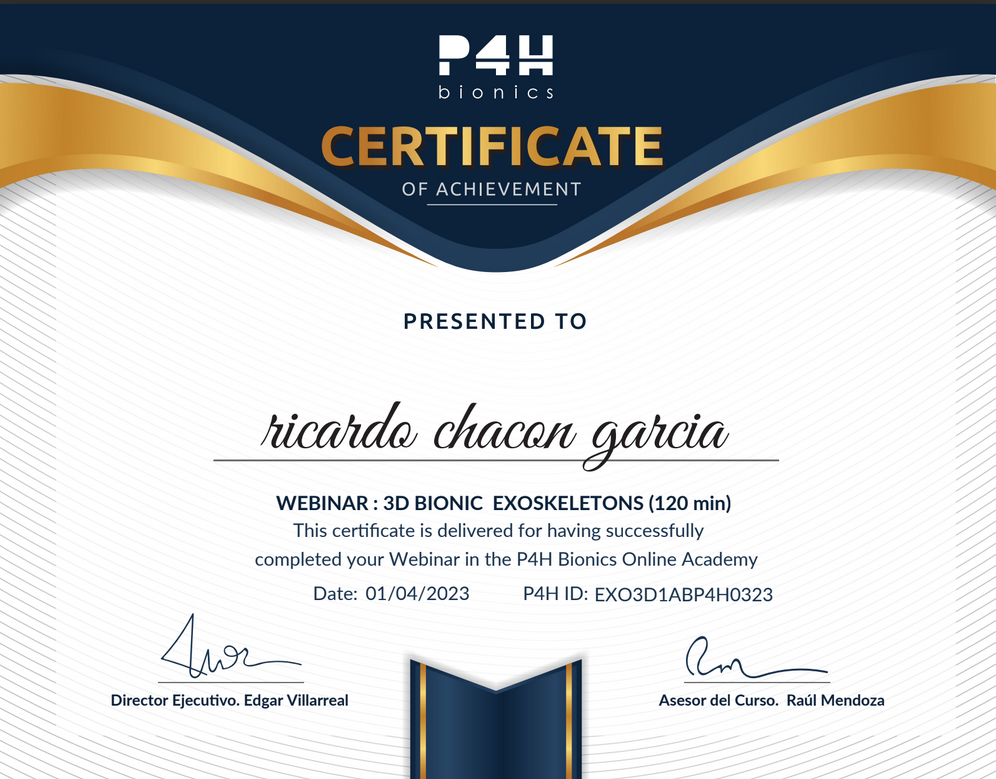 P4H
bionics
CERTIFICATE
OF ACHIEVEMENT
PRESENTED TO
ricardo chacon garcia
WEBINAR : 3D BIONIC EXOSKELETONS (120 min)
This certificate is delivered for having successfully
completed your Webinar in the P4H Bionics Online Academy
Date: 01/04/2023 P4H ID: EXO3D1ABP4H0323
Director Ejecutivo. Edgar Villarreal Asesor del Curso. Raúl Mendoza